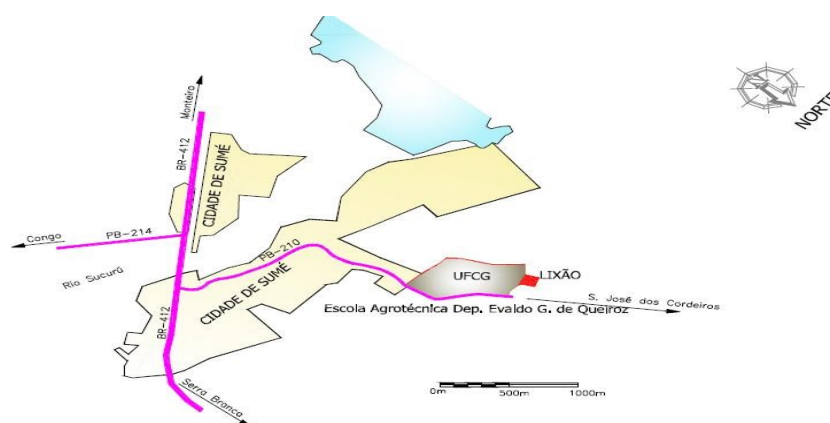 Monteiro
BR-412
CIDADE DE SUMÉ
NORTE
Congo
PB-214
Rio Sucurú
PB-210
CIDADE DE SUMÉ
UFCG
LIXÃO
S. José dos Cordeiros
Escola Agrotécnica Dep. Evaldo G. de Queiroz
BR-412
Serra Branca
0m 500m 1000m